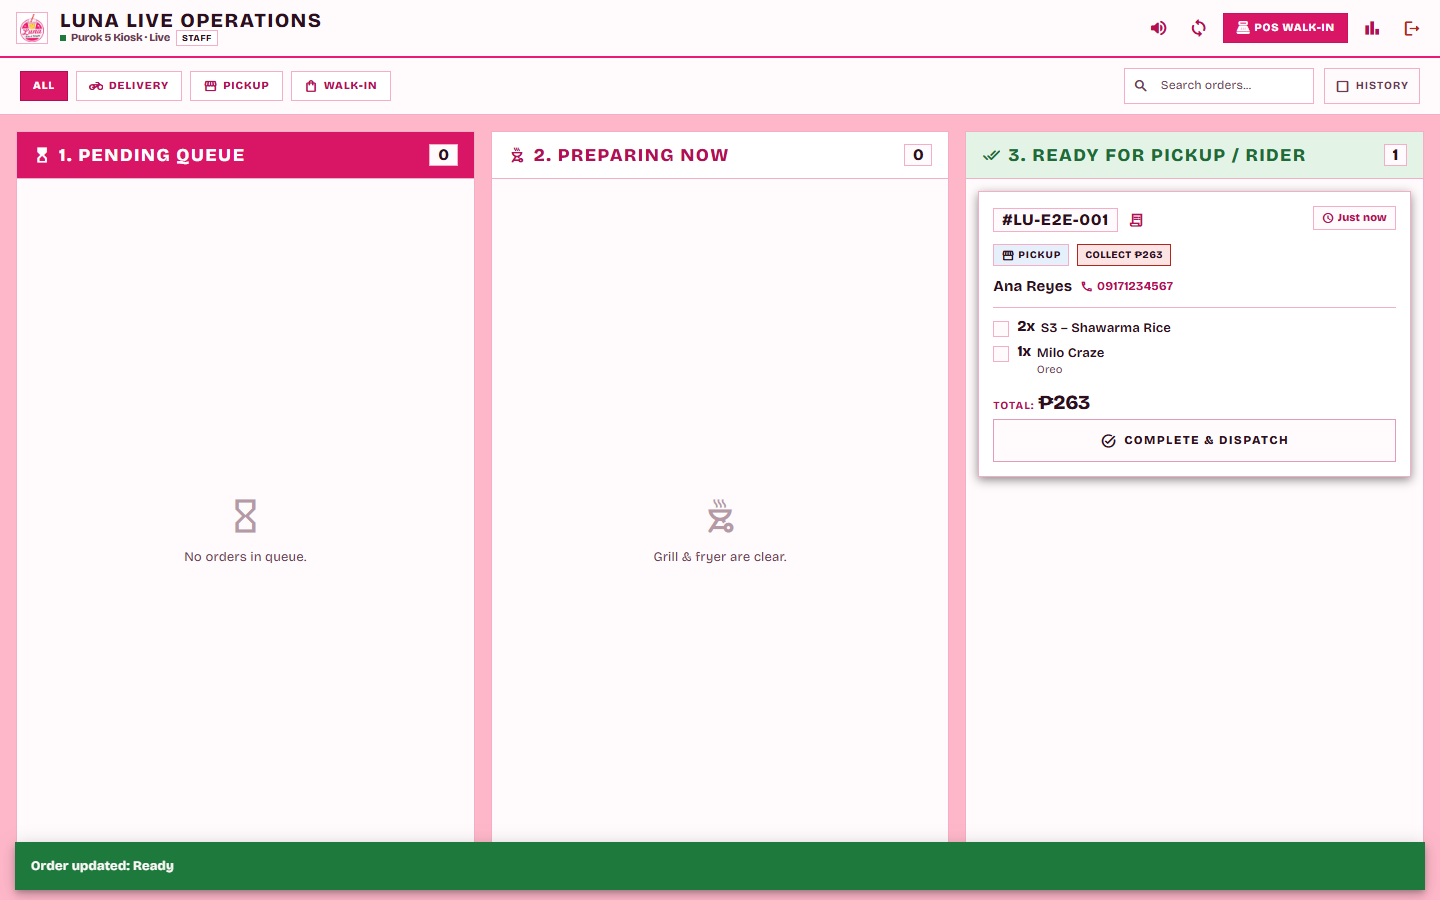 Luna
LUNA LIVE OPERATIONS
Purok 5 Kiosk · Live STAFF
POS WALK-IN
ALL DELIVERY PICKUP WALK-IN
Search orders... HISTORY
1. PENDING QUEUE 0
No orders in queue.
2. PREPARING NOW 0
Grill & fryer are clear.
3. READY FOR PICKUP / RIDER 1
#LU-E2E-001 Just now
PICKUP COLLECT ₱263
Ana Reyes 09171234567
2x S3 – Shawarma Rice
1x Milo Craze
Oreo
TOTAL: ₱263
COMPLETE & DISPATCH
Order updated: Ready